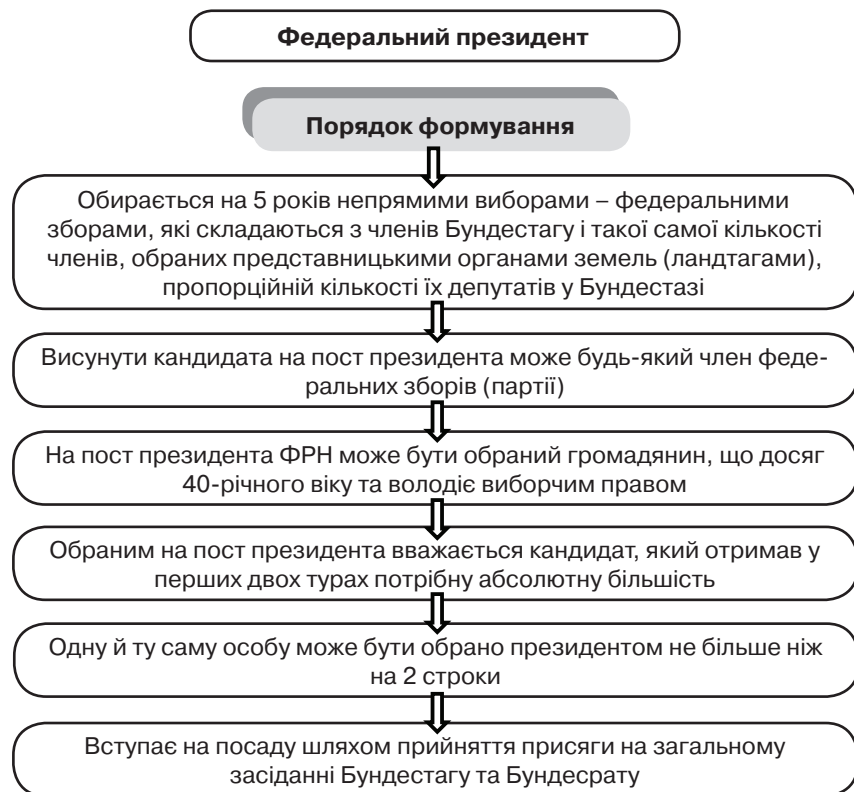 Федеральний президент
Порядок формування
Обирається на 5 років непрямими виборами – федеральними
зборами, які складаються з членів Бундестагу і такої самої кількості
членів, обраних представницькими органами земель (ландтагами),
пропорційній кількості їх депутатів у Бундестазі
Висунути кандидата на пост президента може будь-який член феде-
ральних зборів (партії)
На пост президента ФРН може бути обраний громадянин, що досяг
40-річного віку та володіє виборчим правом
Обраним на пост президента вважається кандидат, який отримав у
перших двох турах потрібну абсолютну більшість
Одну й ту саму особу може бути обрано президентом не більше ніж
на 2 строки
Вступає на посаду шляхом прийняття присяги на загальному
засіданні Бундестагу та Бундесрату